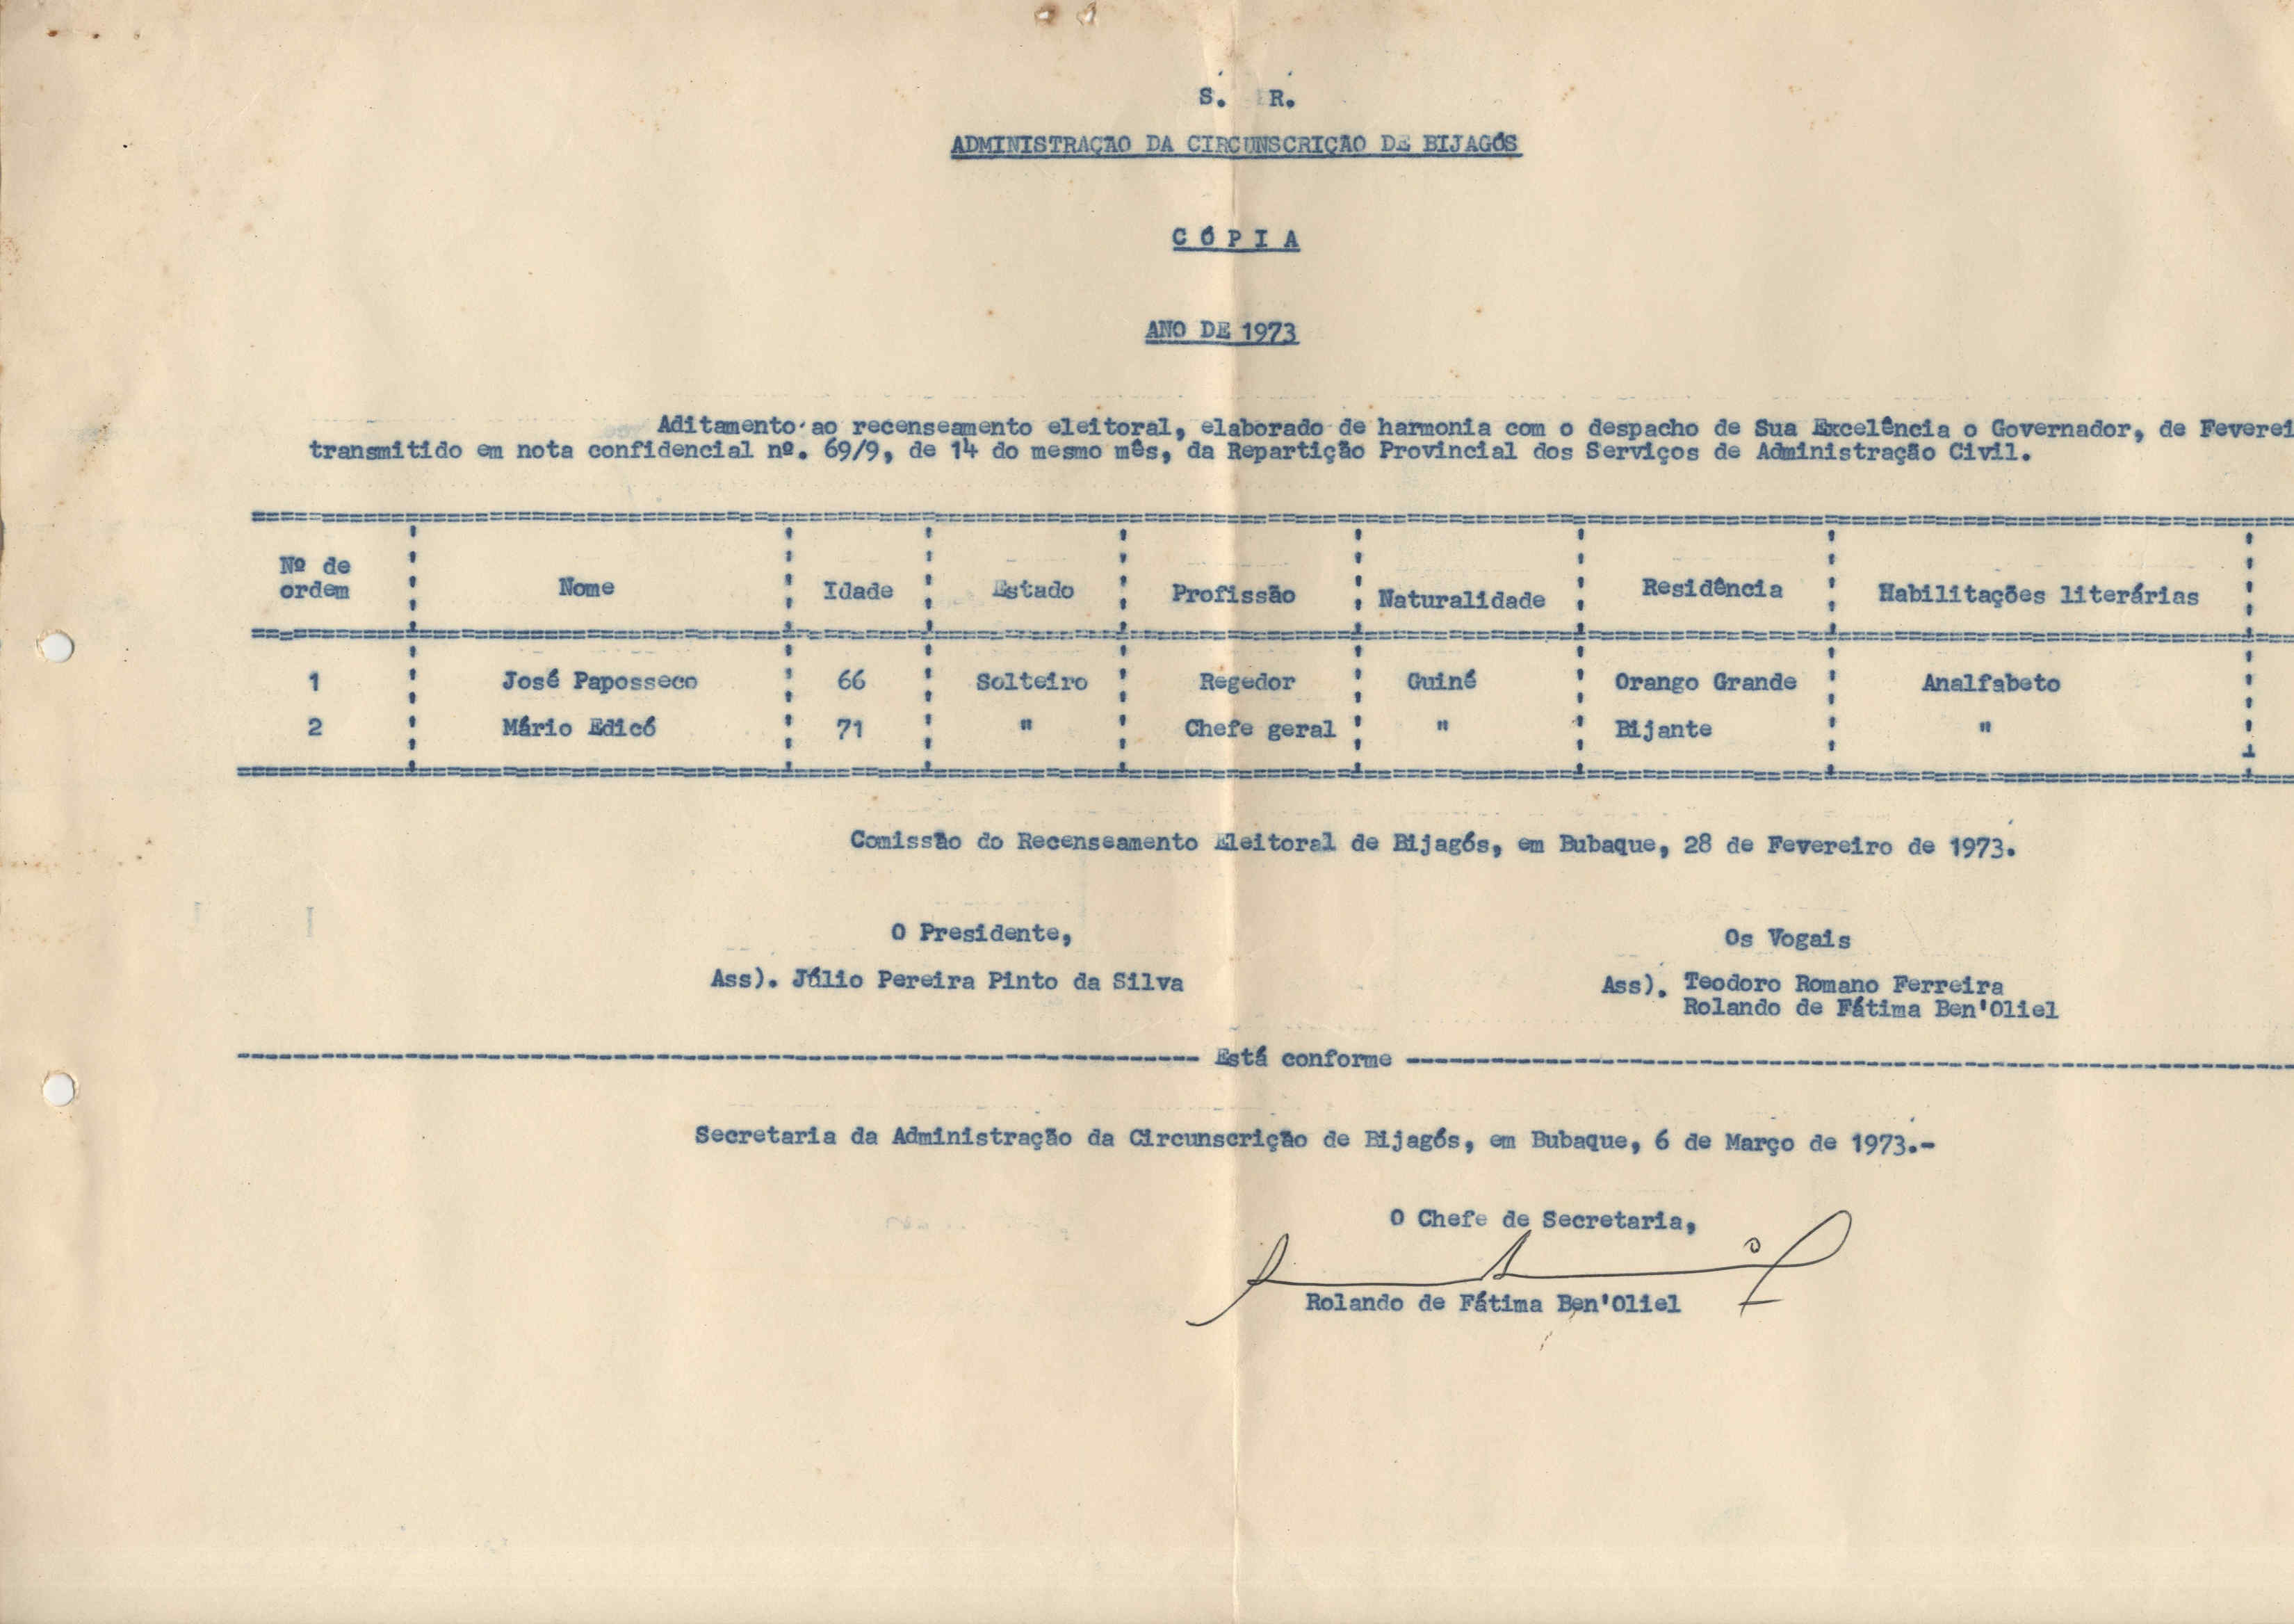 S. R.
ADMINISTRAÇÃO DA CIRCUNSCRIÇÃO DE BIJAGÓS
CÓPIA
ANO DE 1973
Aditamento ao recenseamento eleitoral, elaborado de harmonia com o despacho de Sua Excelência o Governador, de Feverei
transmitido em nota confidencial nº. 69/9, de 14 do mesmo mês, da Repartição Provincial dos Serviços de Administração Civil.
Nº de ordem Nome Idade Estado Profissão Naturalidade Residência Habilitações literárias
1 José Paposseco 66 Solteiro Regedor Guiné Orango Grande Analfabeto
2 Mário Edicó 71 " Chefe geral " Bijante "
Comissão do Recenseamento Eleitoral de Bijagós, em Bubaque, 28 de Fevereiro de 1973.
O Presidente, Os Vogais
Ass). Júlio Pereira Pinto da Silva Ass). Teodoro Romano Ferreira
Rolando de Fátima Ben'Oliel
Está conforme
Secretaria da Administração da Circunscrição de Bijagós, em Bubaque, 6 de Março de 1973.-
O Chefe de Secretaria,
Rolando de Fátima Ben'Oliel